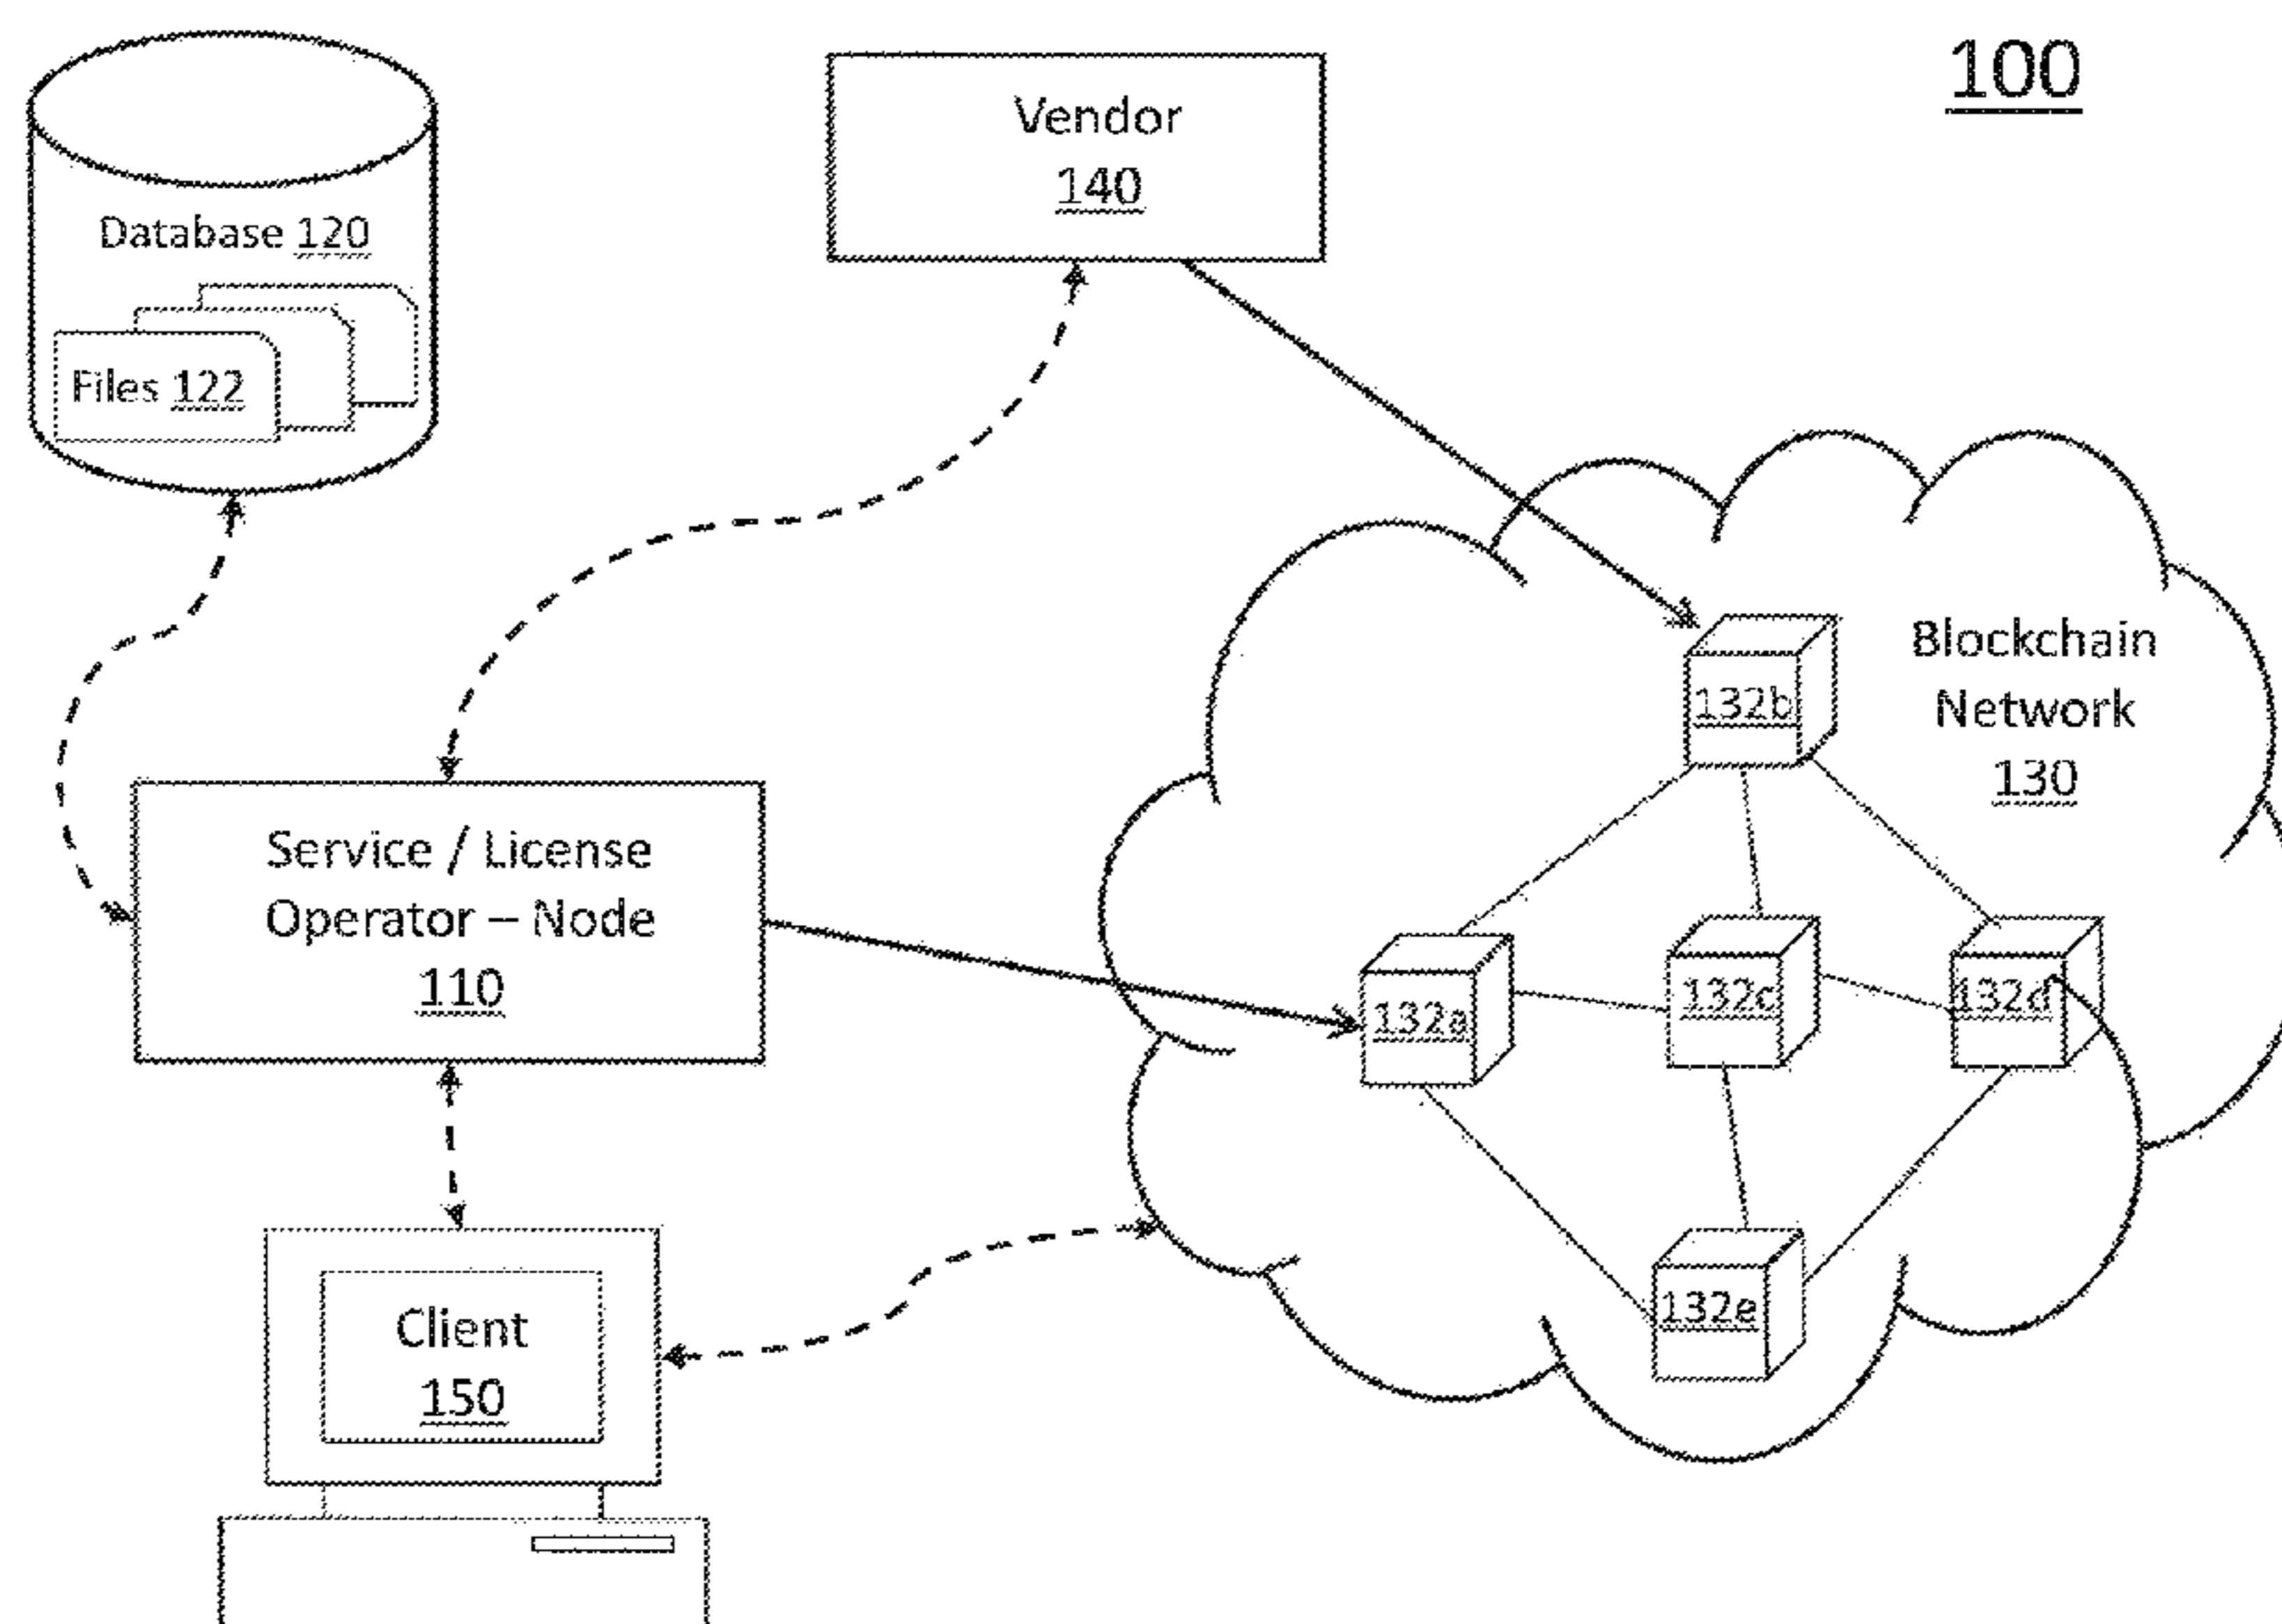 100
Vendor
140
Database 120
Files 122
Blockchain
Network
130
132b
Service / License
Operator – Node
110
132a
132c
132d
132e
Client
150